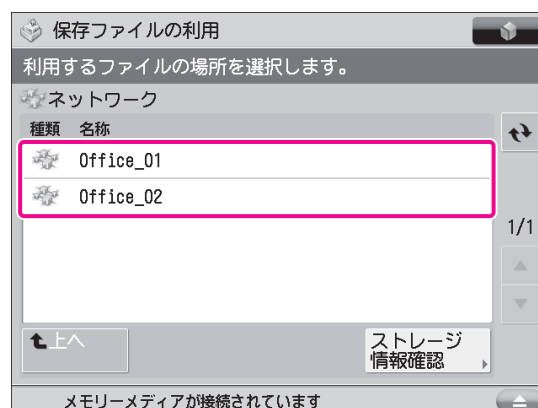 保存ファイルの利用
利用するファイルの場所を選択します。
ネットワーク
種類 名称
Office_01
Office_02
1/1
上へ
ストレージ
情報確認
メモリーメディアが接続されています